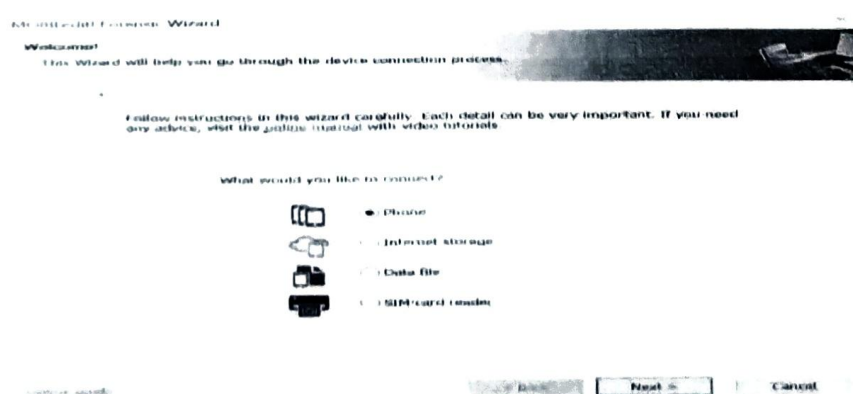 Wizard
Welcome!
This Wizard will help you go through the device connection process.
Follow instructions in this wizard carefully. Each detail can be very important. If you need
any advice, visit the online manual with video tutorials.
What would you like to connect?
Phone
Internet storage
Data file
SIM-card reader
< Back
Next >
Cancel